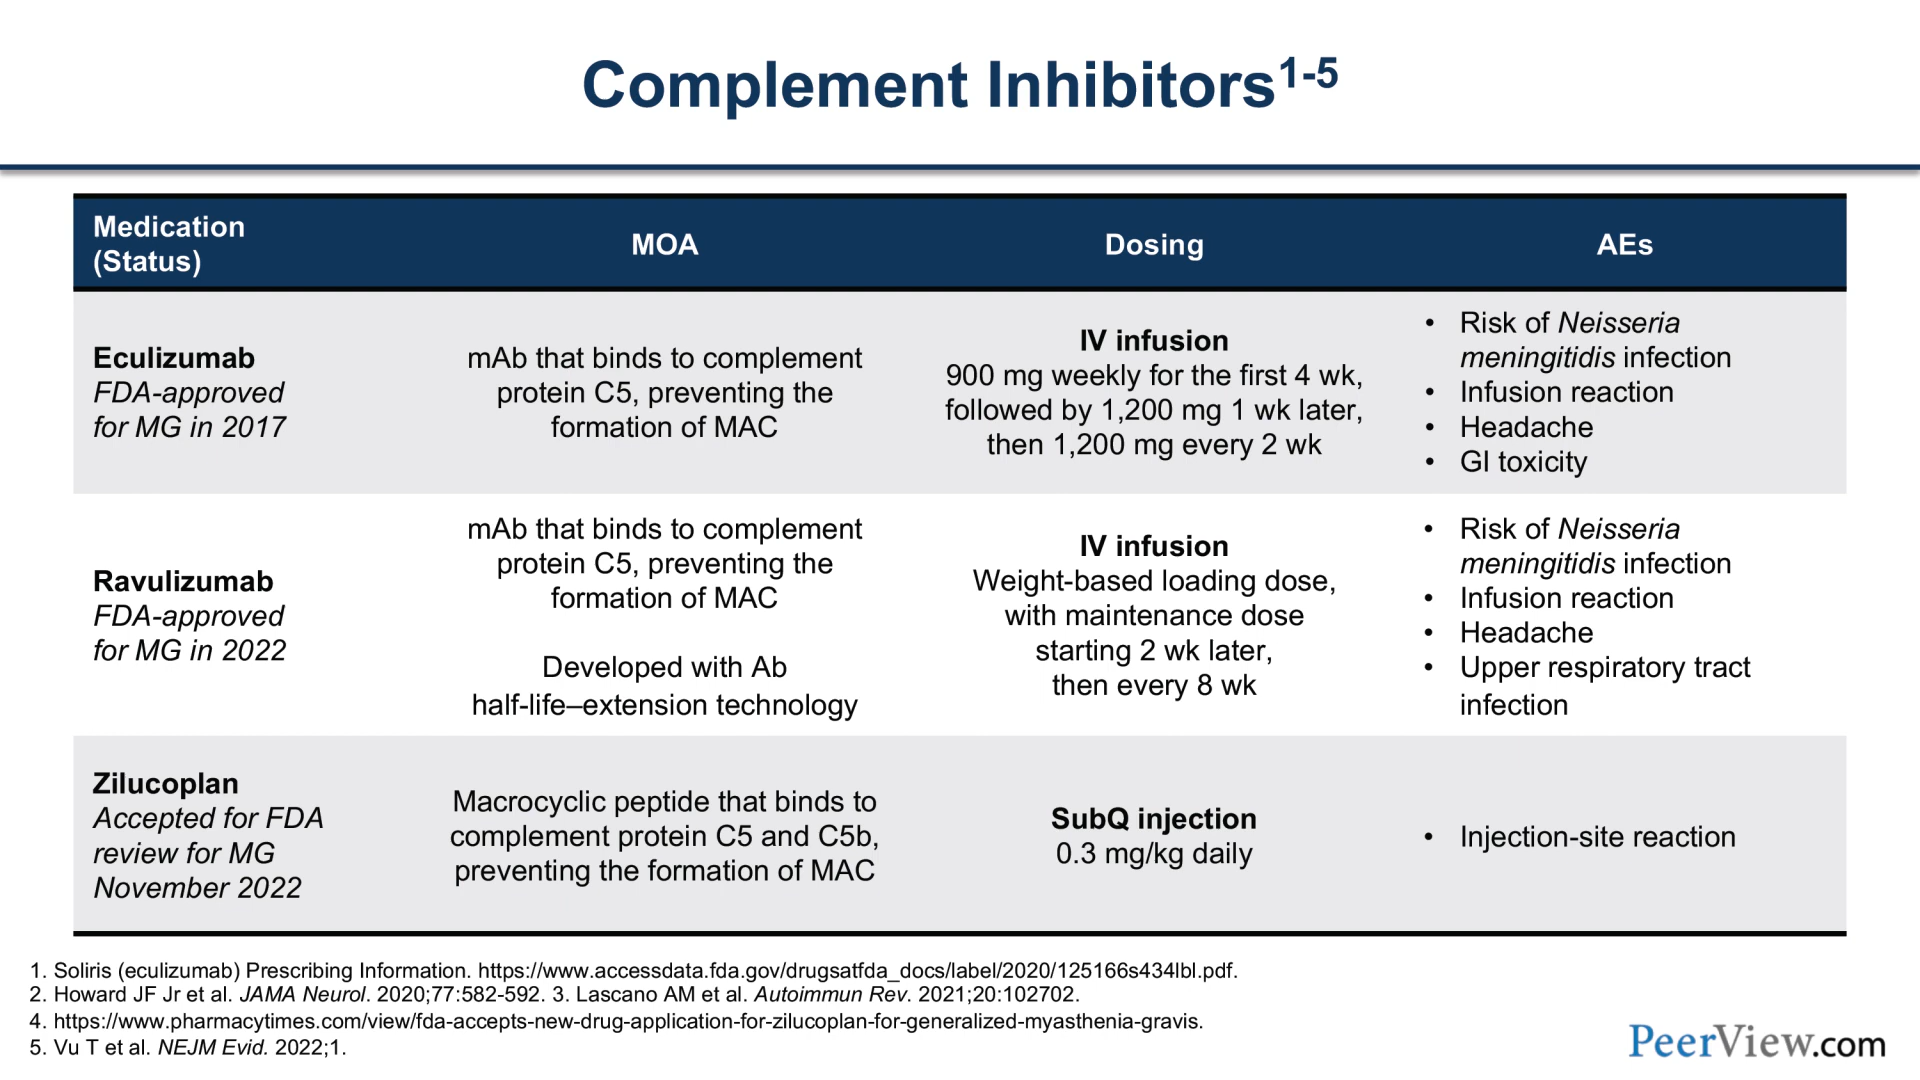 Complement Inhibitors1-5
Medication
(Status)
MOA
Dosing
AEs
Eculizumab
FDA-approved
for MG in 2017
mAb that binds to complement
protein C5, preventing the
formation of MAC
IV infusion
900 mg weekly for the first 4 wk,
followed by 1,200 mg 1 wk later,
then 1,200 mg every 2 wk
• Risk of Neisseria
meningitidis infection
• Infusion reaction
• Headache
• GI toxicity
Ravulizumab
FDA-approved
for MG in 2022
mAb that binds to complement
protein C5, preventing the
formation of MAC
Developed with Ab
half-life–extension technology
IV infusion
Weight-based loading dose,
with maintenance dose
starting 2 wk later,
then every 8 wk
• Risk of Neisseria
meningitidis infection
• Infusion reaction
• Headache
• Upper respiratory tract
infection
Zilucoplan
Accepted for FDA
review for MG
November 2022
Macrocyclic peptide that binds to
complement protein C5 and C5b,
preventing the formation of MAC
SubQ injection
0.3 mg/kg daily
• Injection-site reaction
1. Soliris (eculizumab) Prescribing Information. https://www.accessdata.fda.gov/drugsatfda_docs/label/2020/125166s434lbl.pdf.
2. Howard JF Jr et al. JAMA Neurol. 2020;77:582-592. 3. Lascano AM et al. Autoimmun Rev. 2021;20:102702.
4. https://www.pharmacytimes.com/view/fda-accepts-new-drug-application-for-zilucoplan-for-generalized-myasthenia-gravis.
5. Vu T et al. NEJM Evid. 2022;1.
PeerView.com